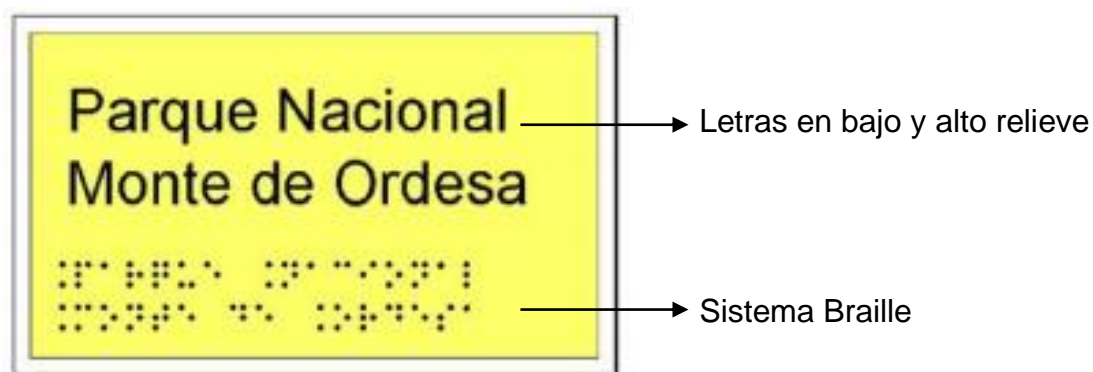 Parque Nacional
Monte de Ordesa
⠨⠏⠁⠗⠟⠥⠑ ⠨⠝⠁⠉⠊⠕⠝⠁⠇
⠨⠍⠕⠝⠞⠑ ⠙⠑ ⠨⠕⠗⠙⠑⠎⠁
Letras en bajo y alto relieve
Sistema Braille